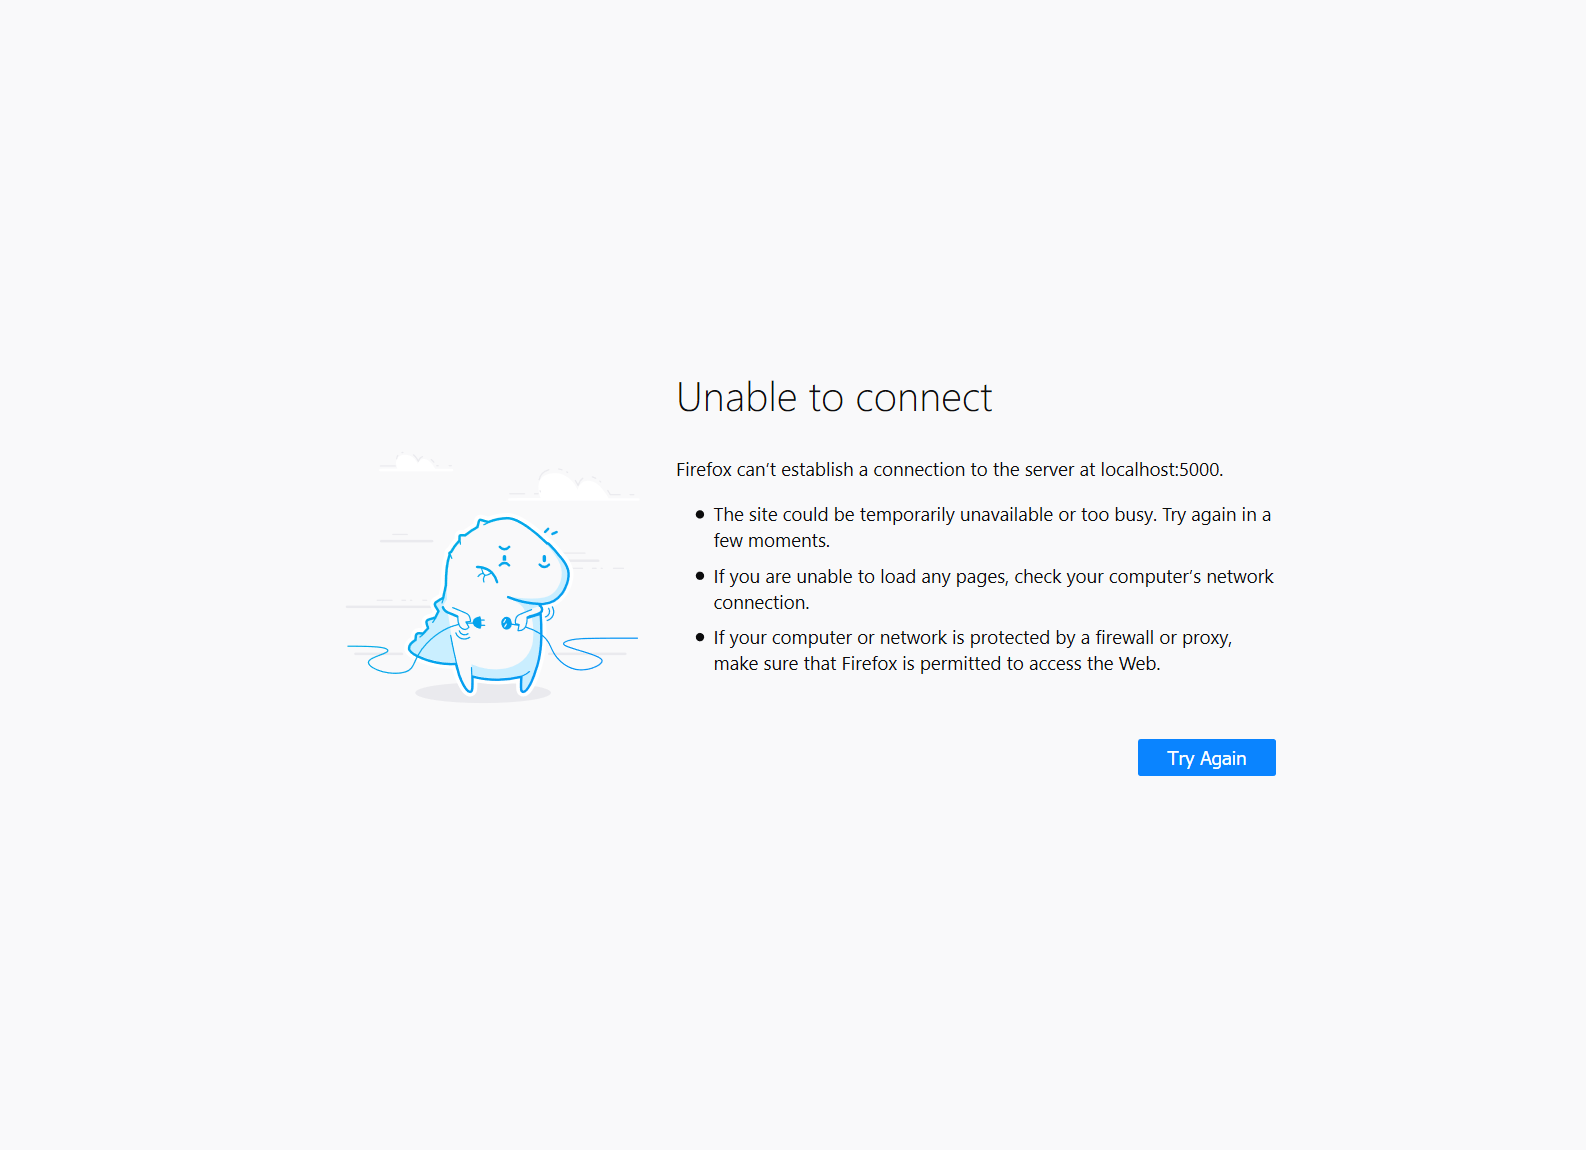 Unable to connect
Firefox can’t establish a connection to the server at localhost:5000.
The site could be temporarily unavailable or too busy. Try again in a
few moments.
If you are unable to load any pages, check your computer’s network
connection.
If your computer or network is protected by a firewall or proxy,
make sure that Firefox is permitted to access the Web.
Try Again